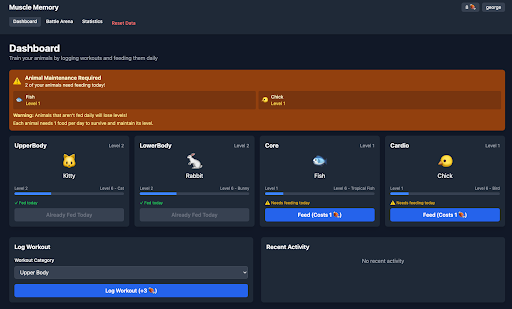 Muscle Memory
8 🥓 george
Dashboard Battle Arena Statistics Reset Data
Dashboard
Train your animals by logging workouts and feeding them daily
Animal Maintenance Required
2 of your animals need feeding today!
Fish
Level 1
Chick
Level 1
Warning: Animals that aren't fed daily will lose levels!
Each animal needs 1 food per day to survive and maintain its level.
UpperBody Level 2
Kitty
Level 2 Level 6 - Cat
✓ Fed today
Already Fed Today
LowerBody Level 2
Rabbit
Level 2 Level 6 - Bunny
✓ Fed today
Already Fed Today
Core Level 1
Fish
Level 1 Level 6 - Tropical Fish
⚠ Needs feeding today
Feed (Costs 1 🥓)
Cardio Level 1
Chick
Level 1 Level 6 - Bird
⚠ Needs feeding today
Feed (Costs 1 🥓)
Log Workout
Workout Category
Upper Body
Log Workout (+3 🥓)
Recent Activity
No recent activity